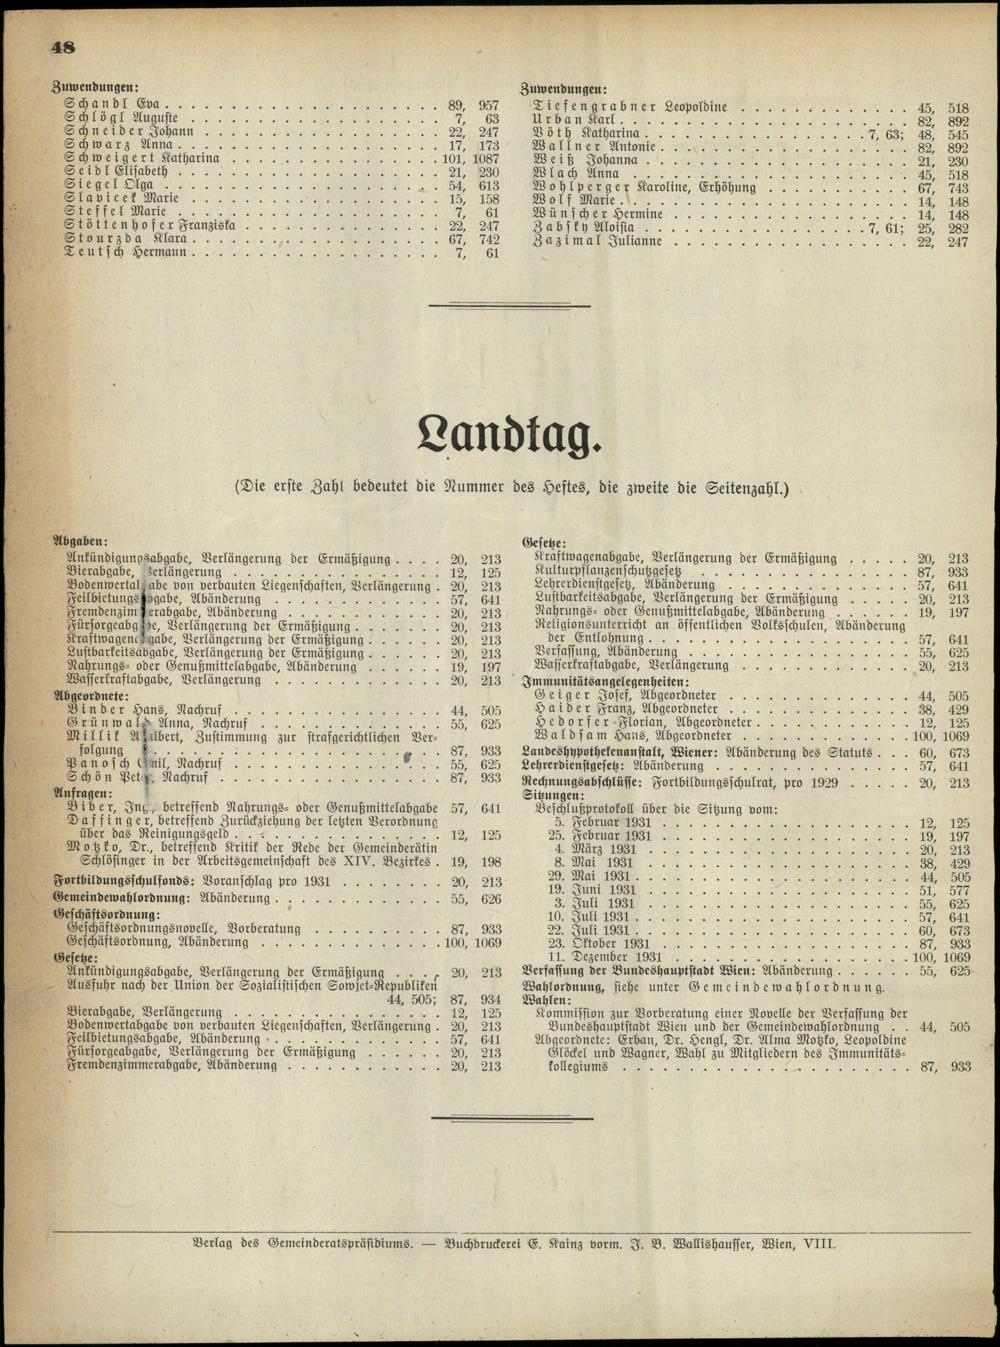 48
Zuwendungen:
Schandl Eva . . . 89, 957
Schlögl Auguste . . . 7, 63
Schneider Johann . . . 22, 247
Schwarz Anna . . . 17, 173
Schweigert Katharina . . . 101, 1087
Seidl Elisabeth . . . 21, 230
Siegel Olga . . . 54, 613
Slavicek Marie . . . 15, 158
Steffel Marie . . . 7, 61
Stöttenhofer Franziska . . . 22, 247
Stourzda Klara . . . 67, 742
Teutsch Hermann . . . 7, 61
Zuwendungen:
Tiefengrabner Leopoldine . . . 45, 518
Urban Karl . . . 82, 892
Vöth Katharina . . . 7, 63; 48, 545
Wallner Antonie . . . 82, 892
Weiß Johanna . . . 21, 230
Wlach Anna . . . 45, 518
Wohlperger Karoline, Erhöhung . . . 67, 743
Wolf Marie . . . 14, 148
Wünscher Hermine . . . 14, 148
Zabsky Aloisia . . . 7, 61; 25, 282
Zazimal Julianne . . . 22, 247
Landtag.
(Die erste Zahl bedeutet die Nummer des Heftes, die zweite die Seitenzahl.)
Abgaben:
Ankündigungsabgabe, Verlängerung der Ermäßigung . . . 20, 213
Bierabgabe, Verlängerung . . . 12, 125
Bodenwertabgabe von verbauten Liegenschaften, Verlängerung . 20, 213
Feilbietungsabgabe, Abänderung . . . 57, 641
Fremdenzimmerabgabe, Abänderung . . . 20, 213
Fürsorgeabgabe, Verlängerung der Ermäßigung . . . 20, 213
Kraftwagenabgabe, Verlängerung der Ermäßigung . . . 20, 213
Lustbarkeitsabgabe, Verlängerung der Ermäßigung . . . 20, 213
Nahrungs- oder Genußmittelabgabe, Abänderung . . . 19, 197
Wasserkraftabgabe, Verlängerung . . . 20, 213
Abgeordnete:
Binder Hans, Nachruf . . . 44, 505
Grünwald Anna, Nachruf . . . 55, 625
Millik Adalbert, Zustimmung zur strafgerichtlichen Ver-
folgung . . . 87, 933
Panosch Emil, Nachruf . . . 55, 625
Schön Peter, Nachruf . . . 87, 933
Anfragen:
Biber, Ing., betreffend Nahrungs- oder Genußmittelabgabe 57, 641
Daffinger, betreffend Zurückziehung der letzten Verordnung
über das Reinigungsgeld . . . 12, 125
Motzko, Dr., betreffend Kritik der Rede der Gemeinderätin
Schlösinger in der Arbeitsgemeinschaft des XIV. Bezirkes . 19, 198
Fortbildungsschulfonds: Voranschlag pro 1931 . . . 20, 213
Gemeindewahlordnung: Abänderung . . . 55, 626
Geschäftsordnung:
Geschäftsordnungsnovelle, Vorberatung . . . 87, 933
Geschäftsordnung, Abänderung . . . 100, 1069
Gesetze:
Ankündigungsabgabe, Verlängerung der Ermäßigung . . . 20, 213
Ausfuhr nach der Union der Sozialistischen Sowjet-Republiken
44, 505; 87, 934
Bierabgabe, Verlängerung . . . 12, 125
Bodenwertabgabe von verbauten Liegenschaften, Verlängerung . 20, 213
Feilbietungsabgabe, Abänderung . . . 57, 641
Fürsorgeabgabe, Verlängerung der Ermäßigung . . . 20, 213
Fremdenzimmerabgabe, Abänderung . . . 20, 213
Gesetze:
Kraftwagenabgabe, Verlängerung der Ermäßigung . . . 20, 213
Kulturpflanzenschutzgesetz . . . 87, 933
Lehrerdienstgesetz, Abänderung . . . 57, 641
Lustbarkeitsabgabe, Verlängerung der Ermäßigung . . . 20, 213
Nahrungs- oder Genußmittelabgabe, Abänderung . . . 19, 197
Religionsunterricht an öffentlichen Volksschulen, Abänderung
der Entlohnung . . . 57, 641
Verfassung, Abänderung . . . 55, 625
Wasserkraftabgabe, Verlängerung . . . 20, 213
Immunitätsangelegenheiten:
Geiger Josef, Abgeordneter . . . 44, 505
Haider Franz, Abgeordneter . . . 38, 429
Hedorfer Florian, Abgeordneter . . . 12, 125
Waldsam Hans, Abgeordneter . . . 100, 1069
Landeshypothekenanstalt, Wiener: Abänderung des Statuts . . . 60, 673
Lehrerdienstgesetz: Abänderung . . . 57, 641
Rechnungsabschlüsse: Fortbildungsschulrat, pro 1929 . . . 20, 213
Sitzungen:
Beschlußprotokoll über die Sitzung vom:
5. Februar 1931 . . . 12, 125
25. Februar 1931 . . . 19, 197
4. März 1931 . . . 20, 213
8. Mai 1931 . . . 38, 429
29. Mai 1931 . . . 44, 505
19. Juni 1931 . . . 51, 577
3. Juli 1931 . . . 55, 625
10. Juli 1931 . . . 57, 641
22. Juli 1931 . . . 60, 673
23. Oktober 1931 . . . 87, 933
11. Dezember 1931 . . . 100, 1069
Verfassung der Bundeshauptstadt Wien: Abänderung . . . 55, 625
Wahlordnung, siehe unter Gemeindewahlordnung.
Wahlen:
Kommission zur Vorberatung einer Novelle der Verfassung der
Bundeshauptstadt Wien und der Gemeindewahlordnung . . 44, 505
Abgeordnete: Erban, Dr. Hengl, Dr. Alma Motzko, Leopoldine
Glöckel und Wagner, Wahl zu Mitgliedern des Immunitäts-
kollegiums . . . 87, 933
Verlag des Gemeinderatspräsidiums. — Buchdruckerei E. Kainz vorm. J. B. Wallishausser, Wien, VIII.